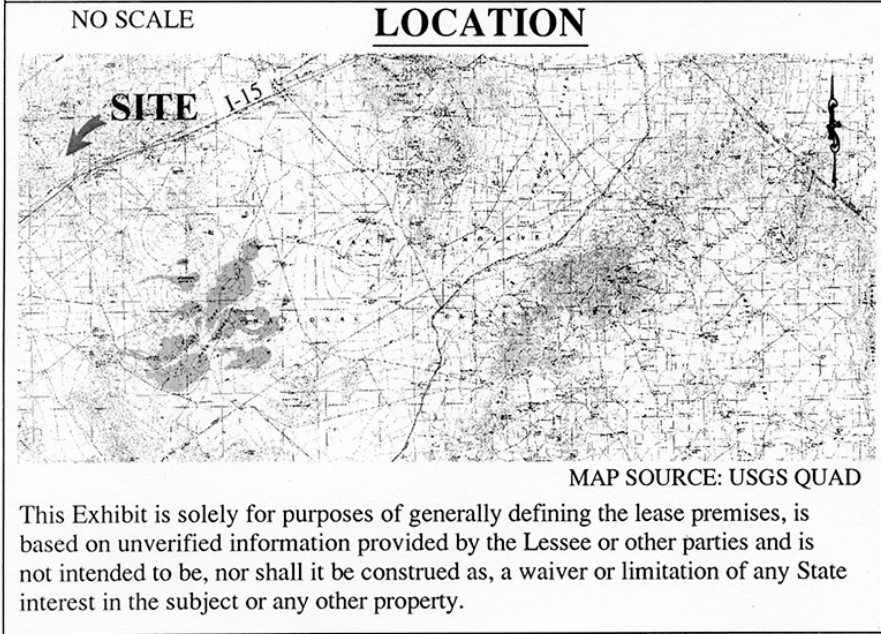 NO SCALE
LOCATION
SITE
I-15
MAP SOURCE: USGS QUAD
This Exhibit is solely for purposes of generally defining the lease premises, is
based on unverified information provided by the Lessee or other parties and is
not intended to be, nor shall it be construed as, a waiver or limitation of any State
interest in the subject or any other property.